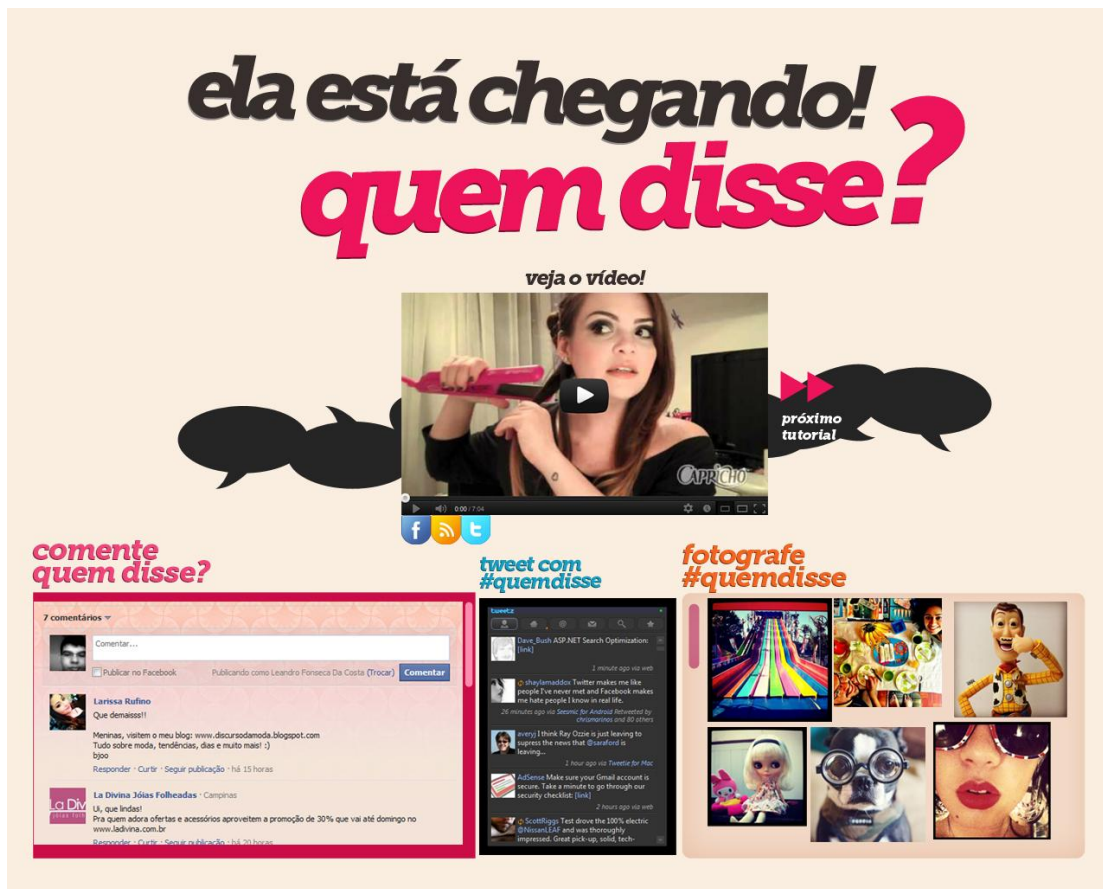 ela está chegando!
quem disse?
veja o vídeo!
CAPRICHO
próximo
tutorial
0:00 / 7:04
comente
quem disse?
7 comentários
Comentar...
Publicar no Facebook
Publicando como Leandro Fonseca Da Costa (Trocar)
Comentar
Larissa Rufino
Que demaisss!!
Meninas, visitem o meu blog: www.discursodamoda.blogspot.com
Tudo sobre moda, tendências, dias e muito mais! :)
bjoo
Responder · Curtir · Seguir publicação · há 15 horas
La Div
La Divina Jóias Folheadas · Campinas
Ui, que lindas!
Pra quem adora ofertas e acessórios aproveitem a promoção de 30% que vai até domingo no
www.ladivina.com.br
Responder · Curtir · Seguir publicação · há 20 horas
tweet com
#quemdisse
tweetz
Dave_Bush ASP.NET Search Optimization:
[link]
1 minute ago via web
shaylamaddox Twitter makes me like
people I've never met and Facebook makes
me hate people I know in real life.
26 minutes ago via Seesmic for Android Retweeted by
chrismarinos and 80 others
averyj I think Ray Ozzie is just leaving to
supress the news that @saraford is
leaving...
1 hour ago via Tweetie for Mac
AdSense Make sure your Gmail account is
secure. Take a minute to go through our
security checklist: [link]
2 hours ago via web
ScottRiggs Test drove the 100% electric
@NissanLEAF and was thoroughly
impressed. Great pick-up, solid, tech-
fotografe
#quemdisse